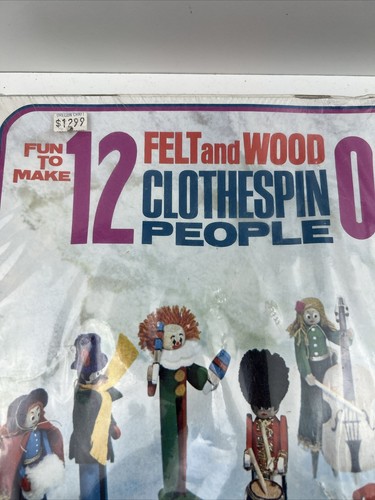 $12.99
FUN
TO
MAKE
12
FELT and WOOD
CLOTHESPIN
PEOPLE